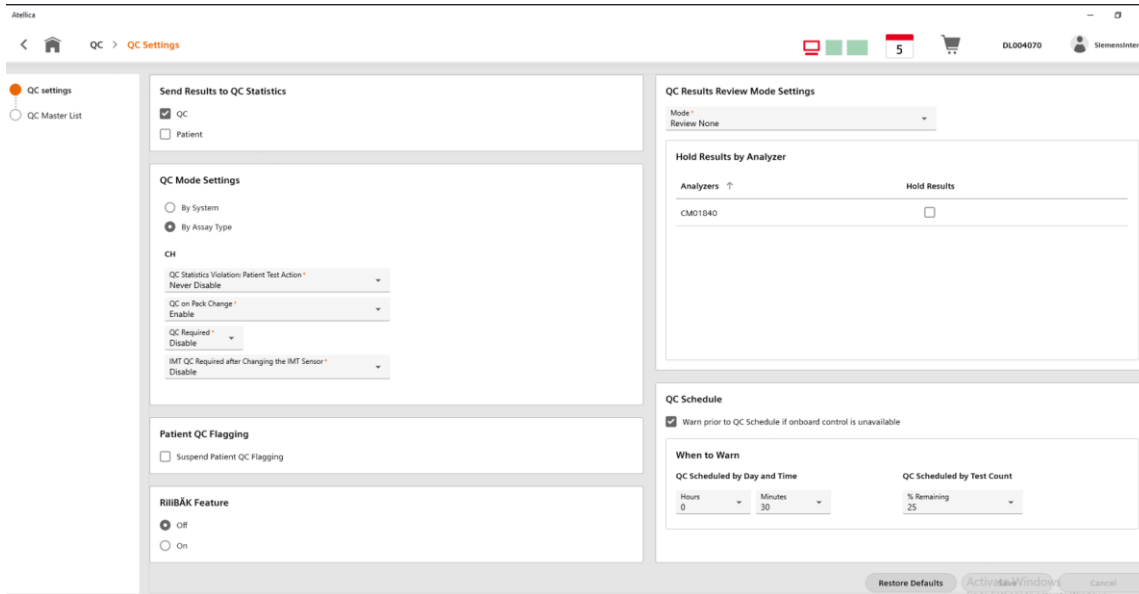 Atellica
QC > QC Settings
5
DL004070
SiemensInter
QC settings
QC Master List
Send Results to QC Statistics
QC
Patient
QC Mode Settings
By System
By Assay Type
CH
QC Statistics Violation: Patient Test Action *
Never Disable
QC on Pack Change *
Enable
QC Required *
Disable
IMT QC Required after Changing the IMT Sensor *
Disable
Patient QC Flagging
Suspend Patient QC Flagging
RiliBÄK Feature
Off
On
QC Results Review Mode Settings
Mode *
Review None
Hold Results by Analyzer
Analyzers ↑ Hold Results
CM01840
QC Schedule
Warn prior to QC Schedule if onboard control is unavailable
When to Warn
QC Scheduled by Day and Time QC Scheduled by Test Count
Hours Minutes % Remaining
0 30 25
Restore Defaults Save Cancel
Activate Windows